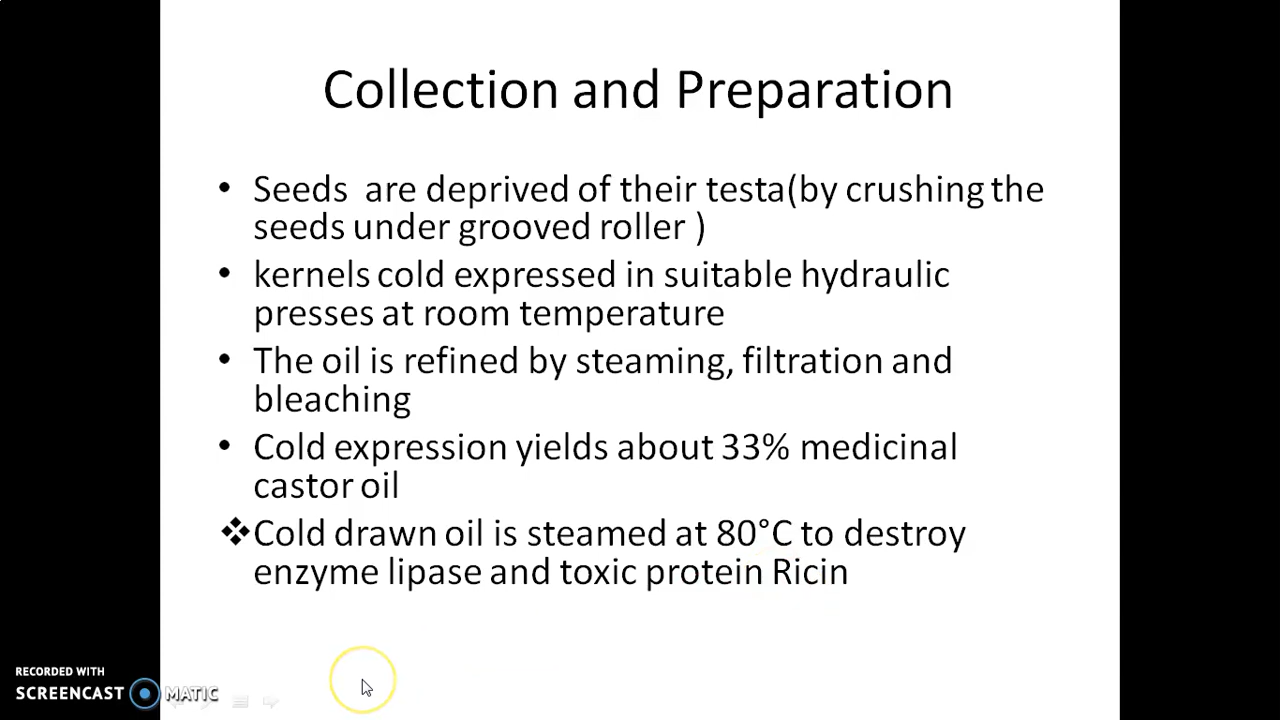 Collection and Preparation
• Seeds are deprived of their testa(by crushing the
seeds under grooved roller )
• kernels cold expressed in suitable hydraulic
presses at room temperature
• The oil is refined by steaming, filtration and
bleaching
• Cold expression yields about 33% medicinal
castor oil
❖Cold drawn oil is steamed at 80°C to destroy
enzyme lipase and toxic protein Ricin
RECORDED WITH
SCREENCAST MATIC